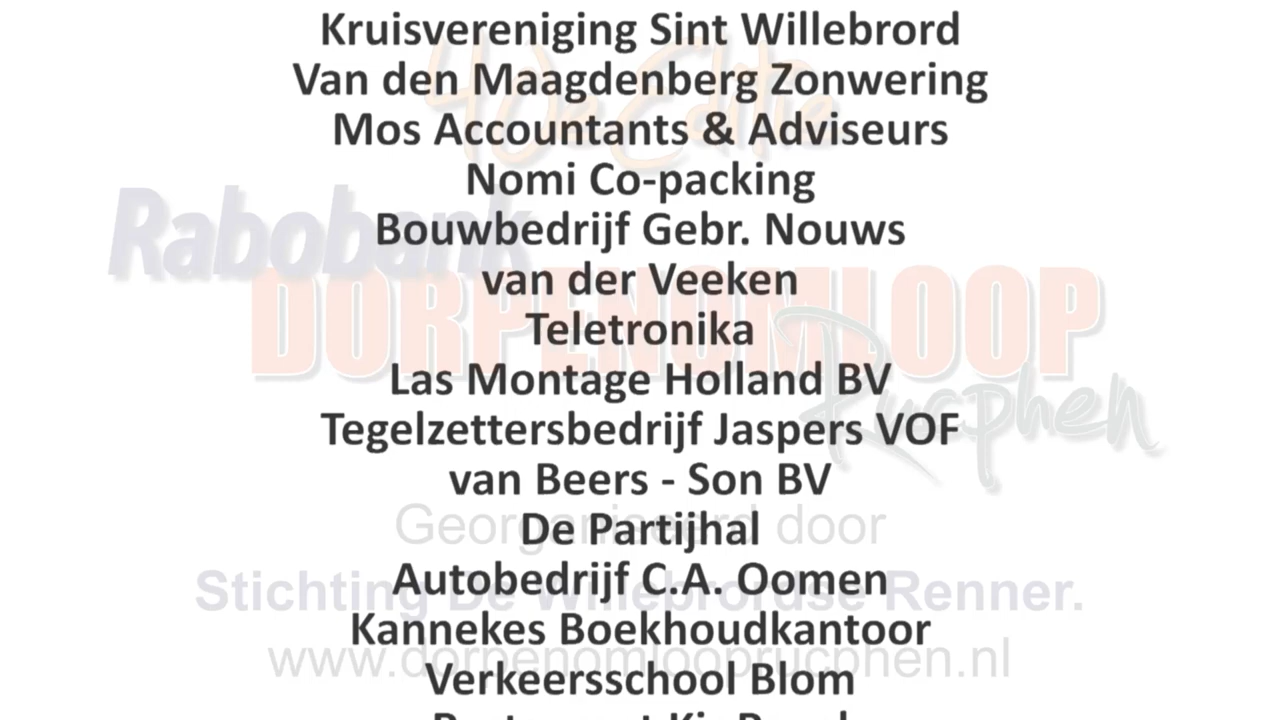 Kruisvereniging Sint Willebrord
40e Editie
Van den Maagdenberg Zonwering
Mos Accountants & Adviseurs
Nomi Co-packing
Rabobank
Bouwbedrijf Gebr. Nouws
van der Veeken
DORPENOMLOOP
Teletronika
Las Montage Holland BV
Rucphen
Tegelzettersbedrijf Jaspers VOF
van Beers - Son BV
Georganiseerd door
De Partijhal
Autobedrijf C.A. Oomen
Stichting De Willebrordse Renner.
Kannekes Boekhoudkantoor
www.dorpenomlooprucphen.nl
Verkeersschool Blom